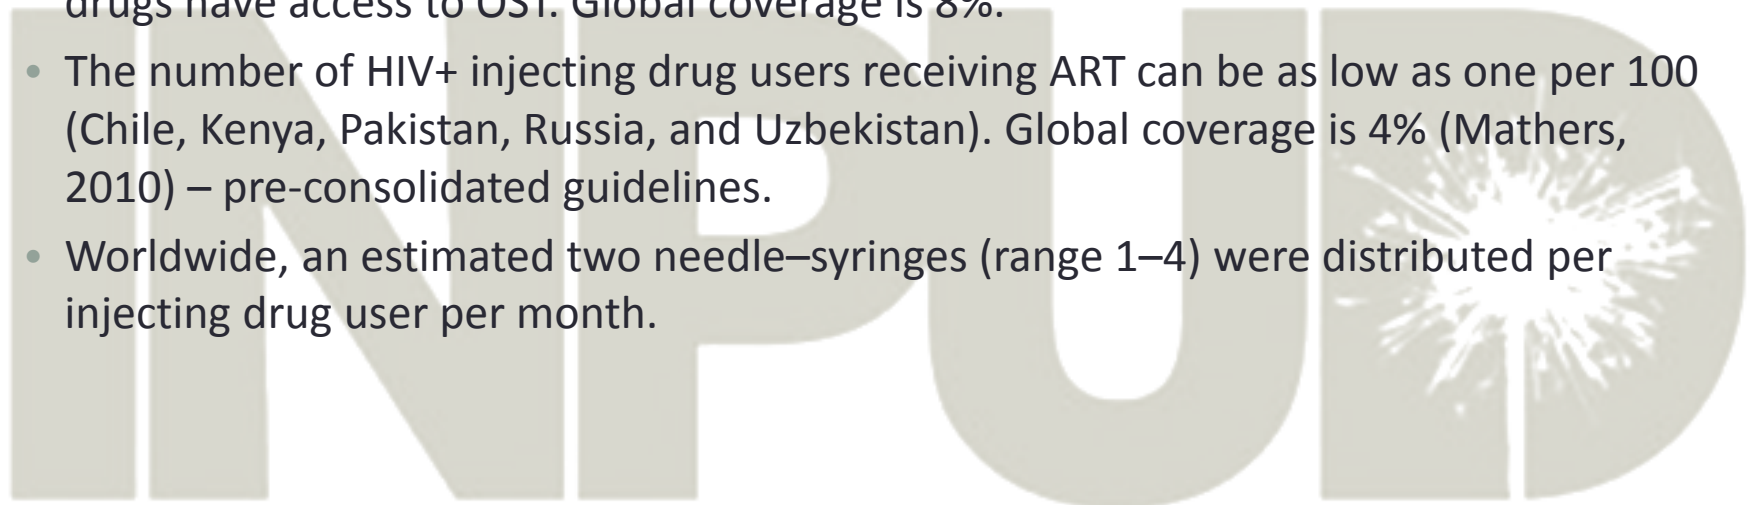 drugs have access to OST. Global coverage is 8%.
• The number of HIV+ injecting drug users receiving ART can be as low as one per 100
(Chile, Kenya, Pakistan, Russia, and Uzbekistan). Global coverage is 4% (Mathers,
2010) – pre-consolidated guidelines.
• Worldwide, an estimated two needle–syringes (range 1–4) were distributed per
injecting drug user per month.
INPUD